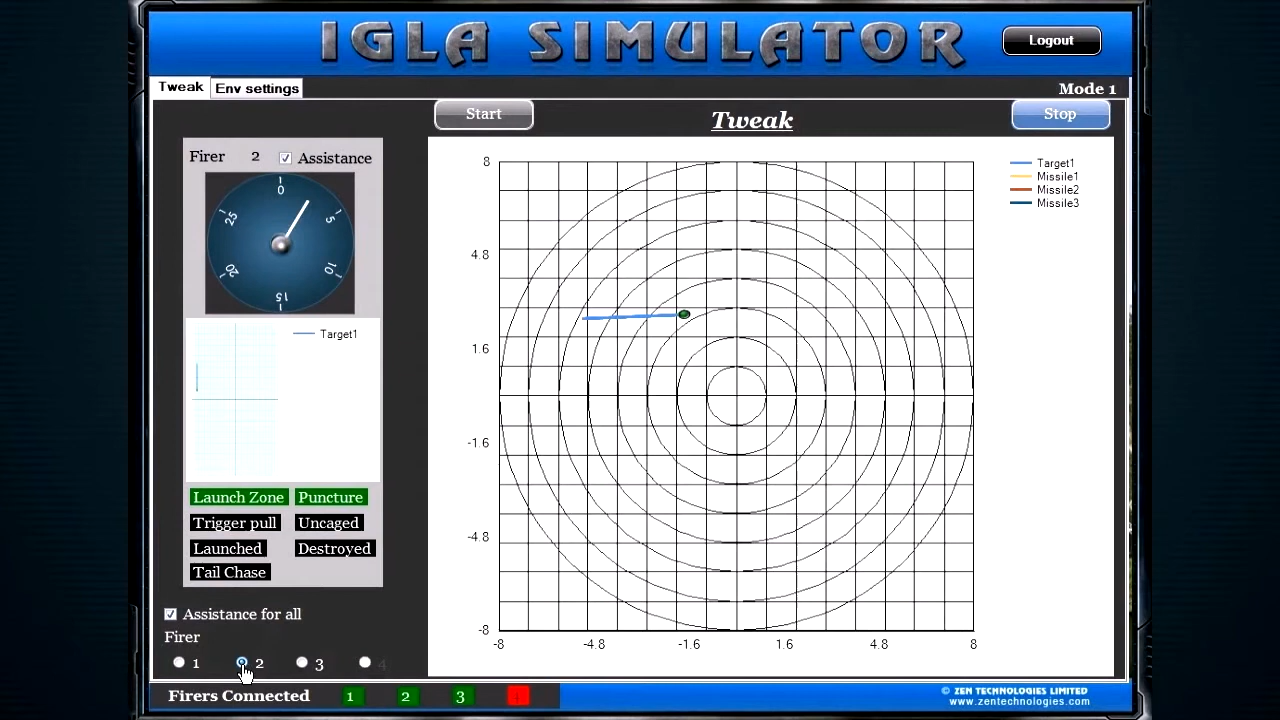 IGLA SIMULATOR
Logout
Tweak Env settings
Mode 1
Start
Tweak
Stop
Firer 2 Assistance
0
5
10
15
20
25
Target1
Launch Zone Puncture
Trigger pull Uncaged
Launched Destroyed
Tail Chase
Assistance for all
Firer
1 2 3 4
8
4.8
1.6
-1.6
-4.8
-8
-8 -4.8 -1.6 1.6 4.8 8
Target1
Missile1
Missile2
Missile3
Firers Connected 1 2 3
© ZEN TECHNOLOGIES LIMITED
www.zentechnologies.com